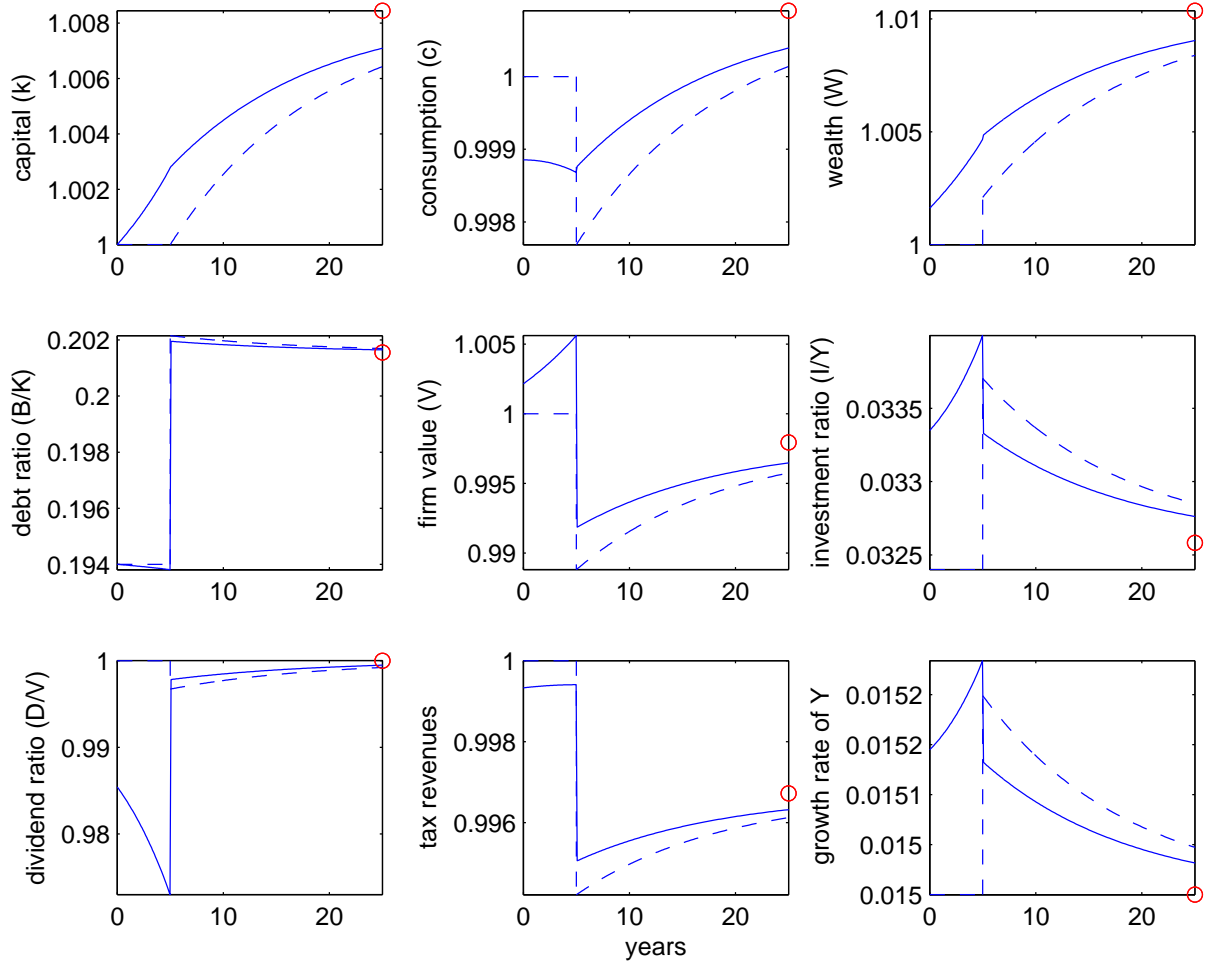 capital (k)
1.008
1.006
1.004
1.002
1
0 10 20
consumption (c)
1
0.999
0.998
0 10 20
wealth (W)
1.01
1.005
1
0 10 20
debt ratio (B/K)
0.202
0.2
0.198
0.196
0.194
0 10 20
firm value (V)
1.005
1
0.995
0.99
0 10 20
investment ratio (I/Y)
0.0335
0.033
0.0325
0 10 20
dividend ratio (D/V)
1
0.99
0.98
0 10 20
tax revenues
1
0.998
0.996
0 10 20
years
growth rate of Y
0.0152
0.0152
0.0151
0.015
0.015
0 10 20